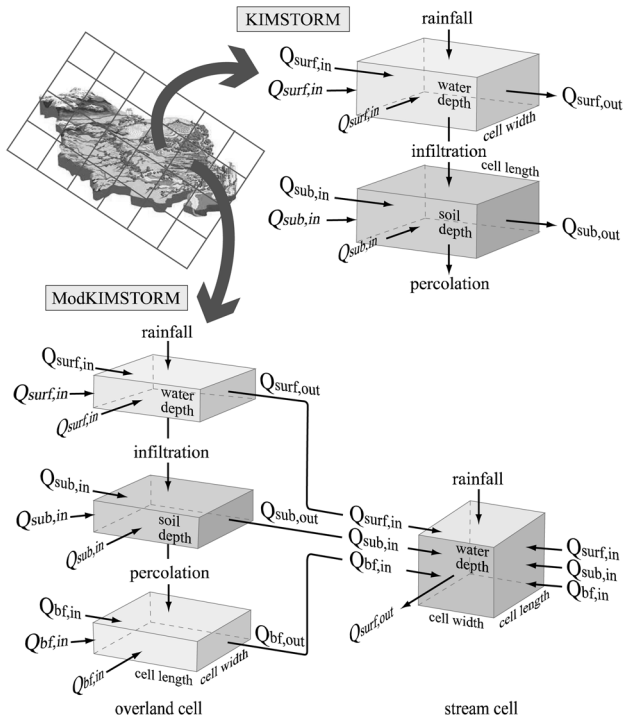 KIMSTORM
rainfall
Qsurf,in
Qsurf,in
Qsurf,in
water
depth
Qsurf,out
cell width
infiltration
cell length
Qsub,in
Qsub,in
Qsub,in
soil
depth
Qsub,out
percolation
ModKIMSTORM
rainfall
Qsurf,in
Qsurf,in
Qsurf,in
water
depth
Qsurf,out
infiltration
Qsub,in
Qsub,in
Qsub,in
soil
depth
Qsub,out
percolation
Qbf,in
Qbf,in
Qbf,in
Qbf,out
cell length
cell width
overland cell
rainfall
Qsurf,in
Qsub,in
Qbf,in
water
depth
Qsurf,in
Qsub,in
Qbf,in
Qsurf,out
cell width
cell length
stream cell